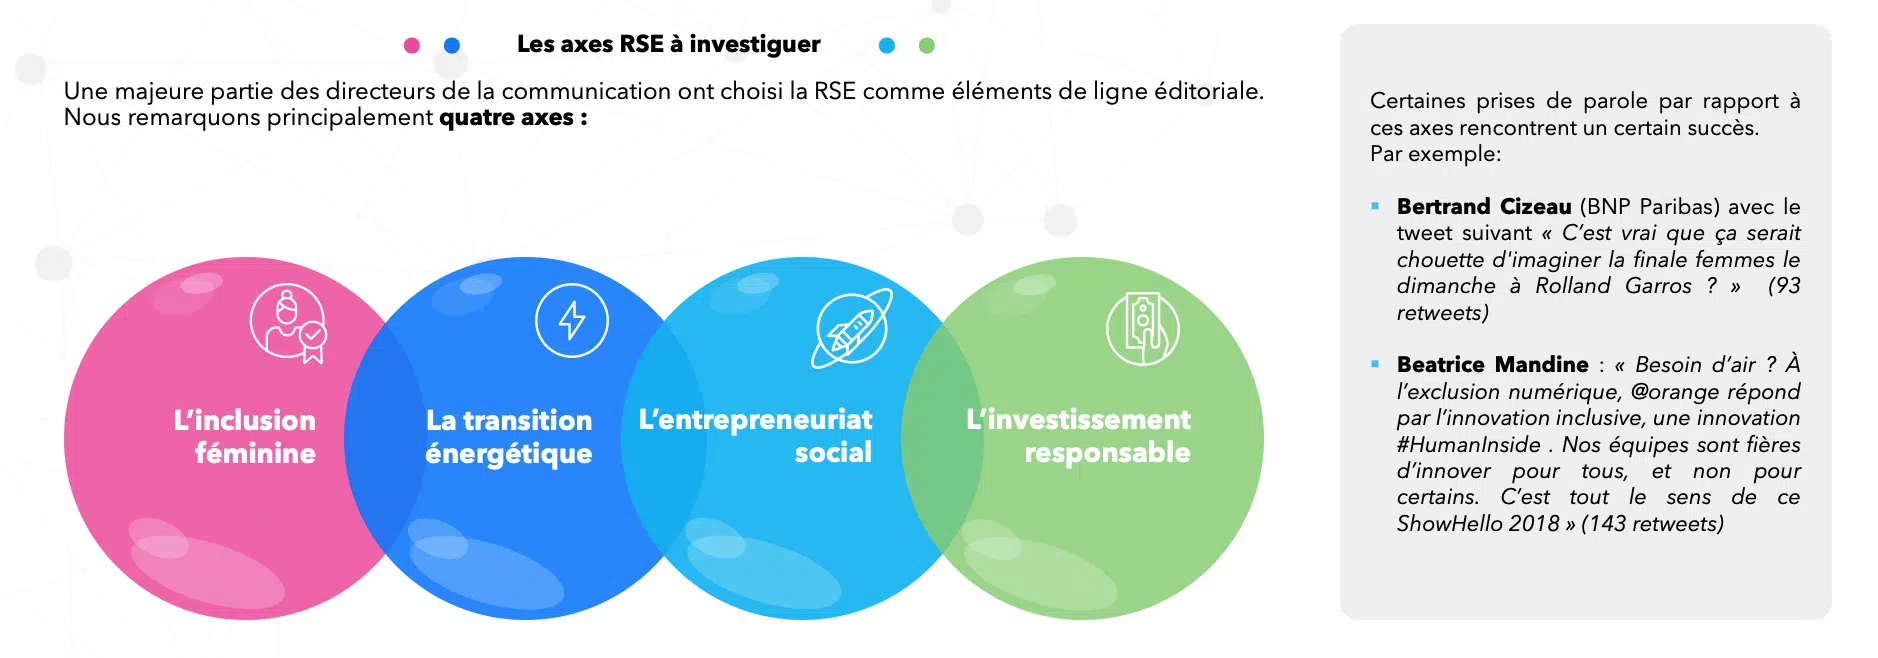 Les axes RSE à investiguer
Une majeure partie des directeurs de la communication ont choisi la RSE comme éléments de ligne éditoriale.
Nous remarquons principalement quatre axes :
L’inclusion
féminine
La transition
énergétique
L’entrepreneuriat
social
L’investissement
responsable
Certaines prises de parole par rapport à
ces axes rencontrent un certain succès.
Par exemple:
▪ Bertrand Cizeau (BNP Paribas) avec le
tweet suivant « C’est vrai que ça serait
chouette d'imaginer la finale femmes le
dimanche à Rolland Garros ? » (93
retweets)
▪ Beatrice Mandine : « Besoin d’air ? À
l’exclusion numérique, @orange répond
par l’innovation inclusive, une innovation
#HumanInside . Nos équipes sont fières
d’innover pour tous, et non pour
certains. C’est tout le sens de ce
ShowHello 2018 » (143 retweets)